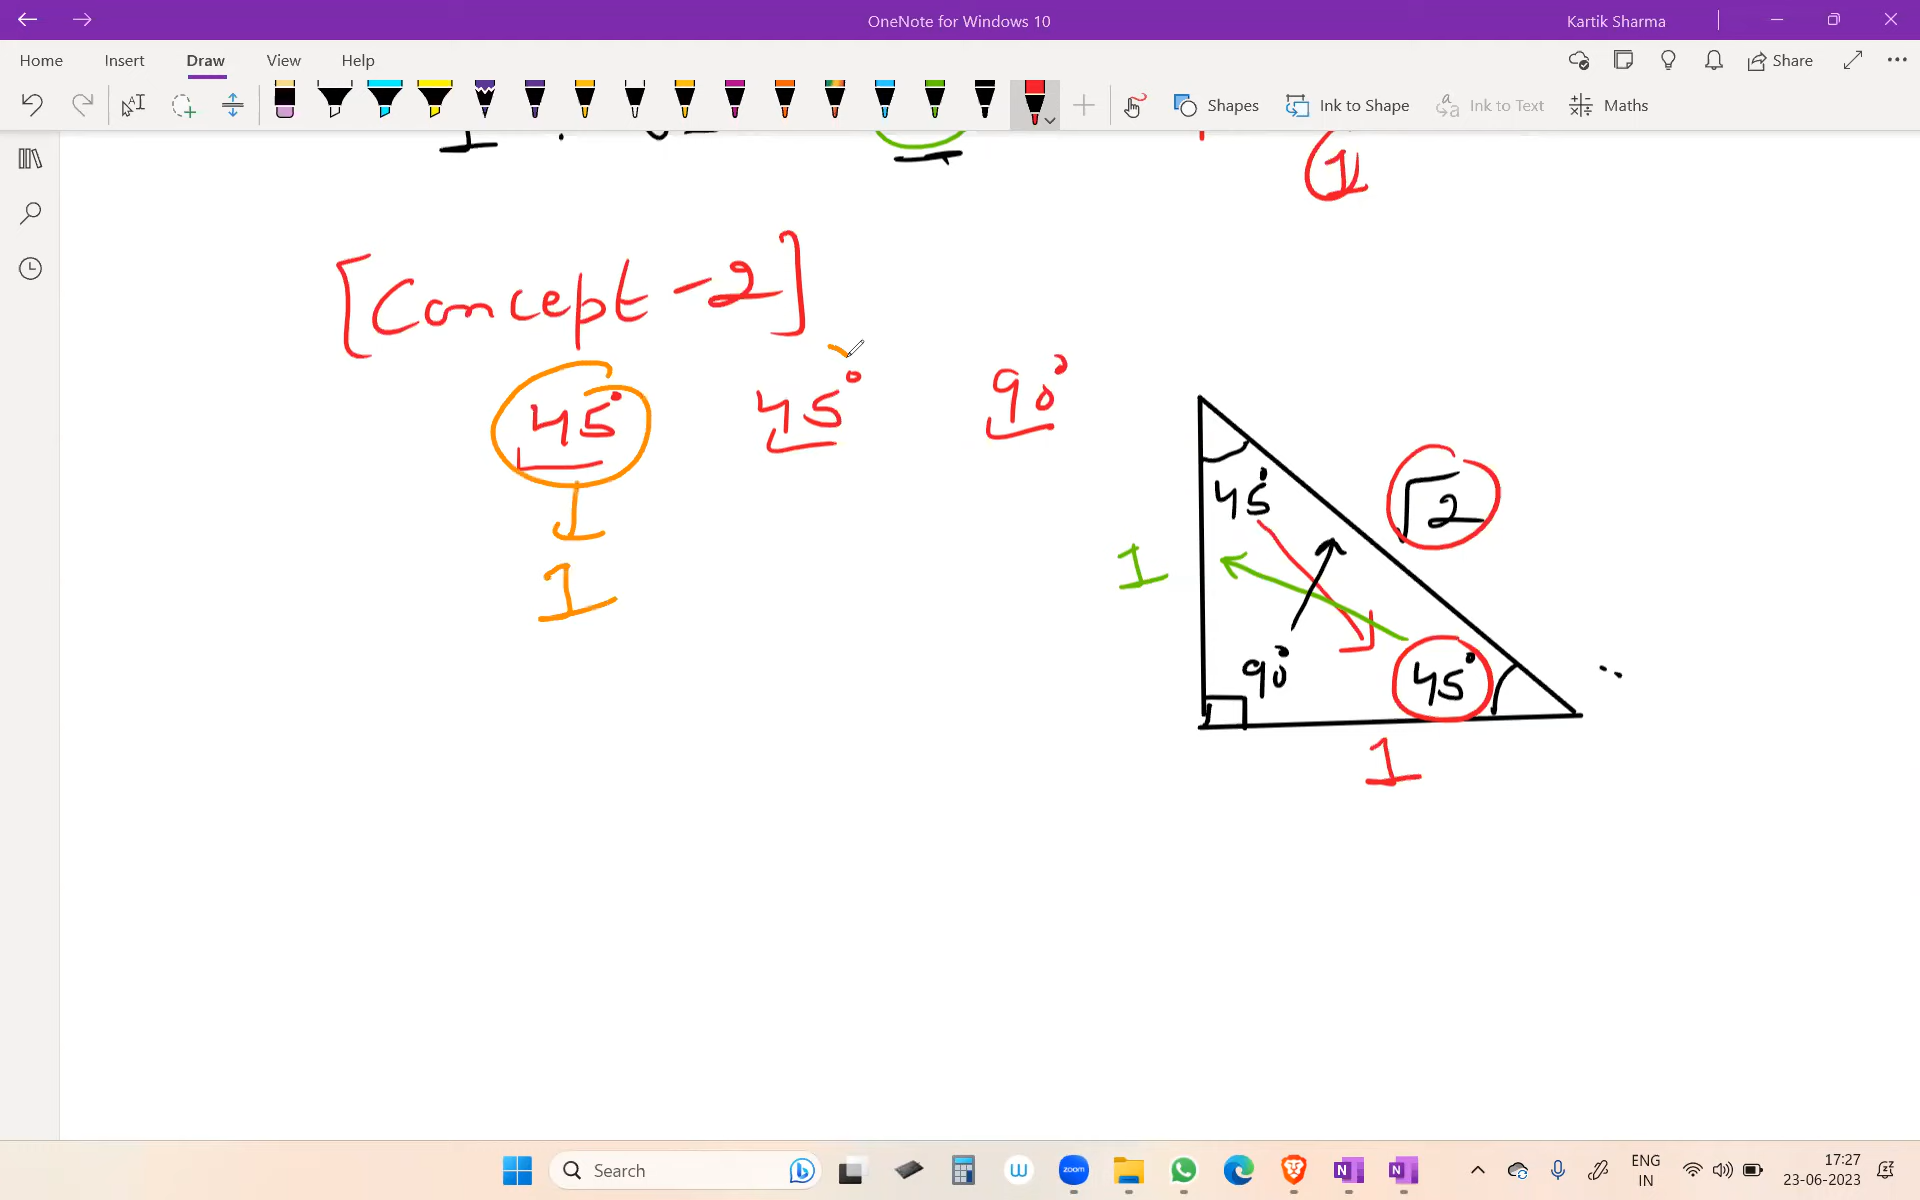 OneNote for Windows 10
Kartik Sharma
Home Insert Draw View Help
Share
Shapes Ink to Shape Ink to Text Maths
1
[Concept - 2]
45° 45° 90°
1
45°
√2
1
90°
45°
1
Search
zoom
ENG
IN
17:27
23-06-2023